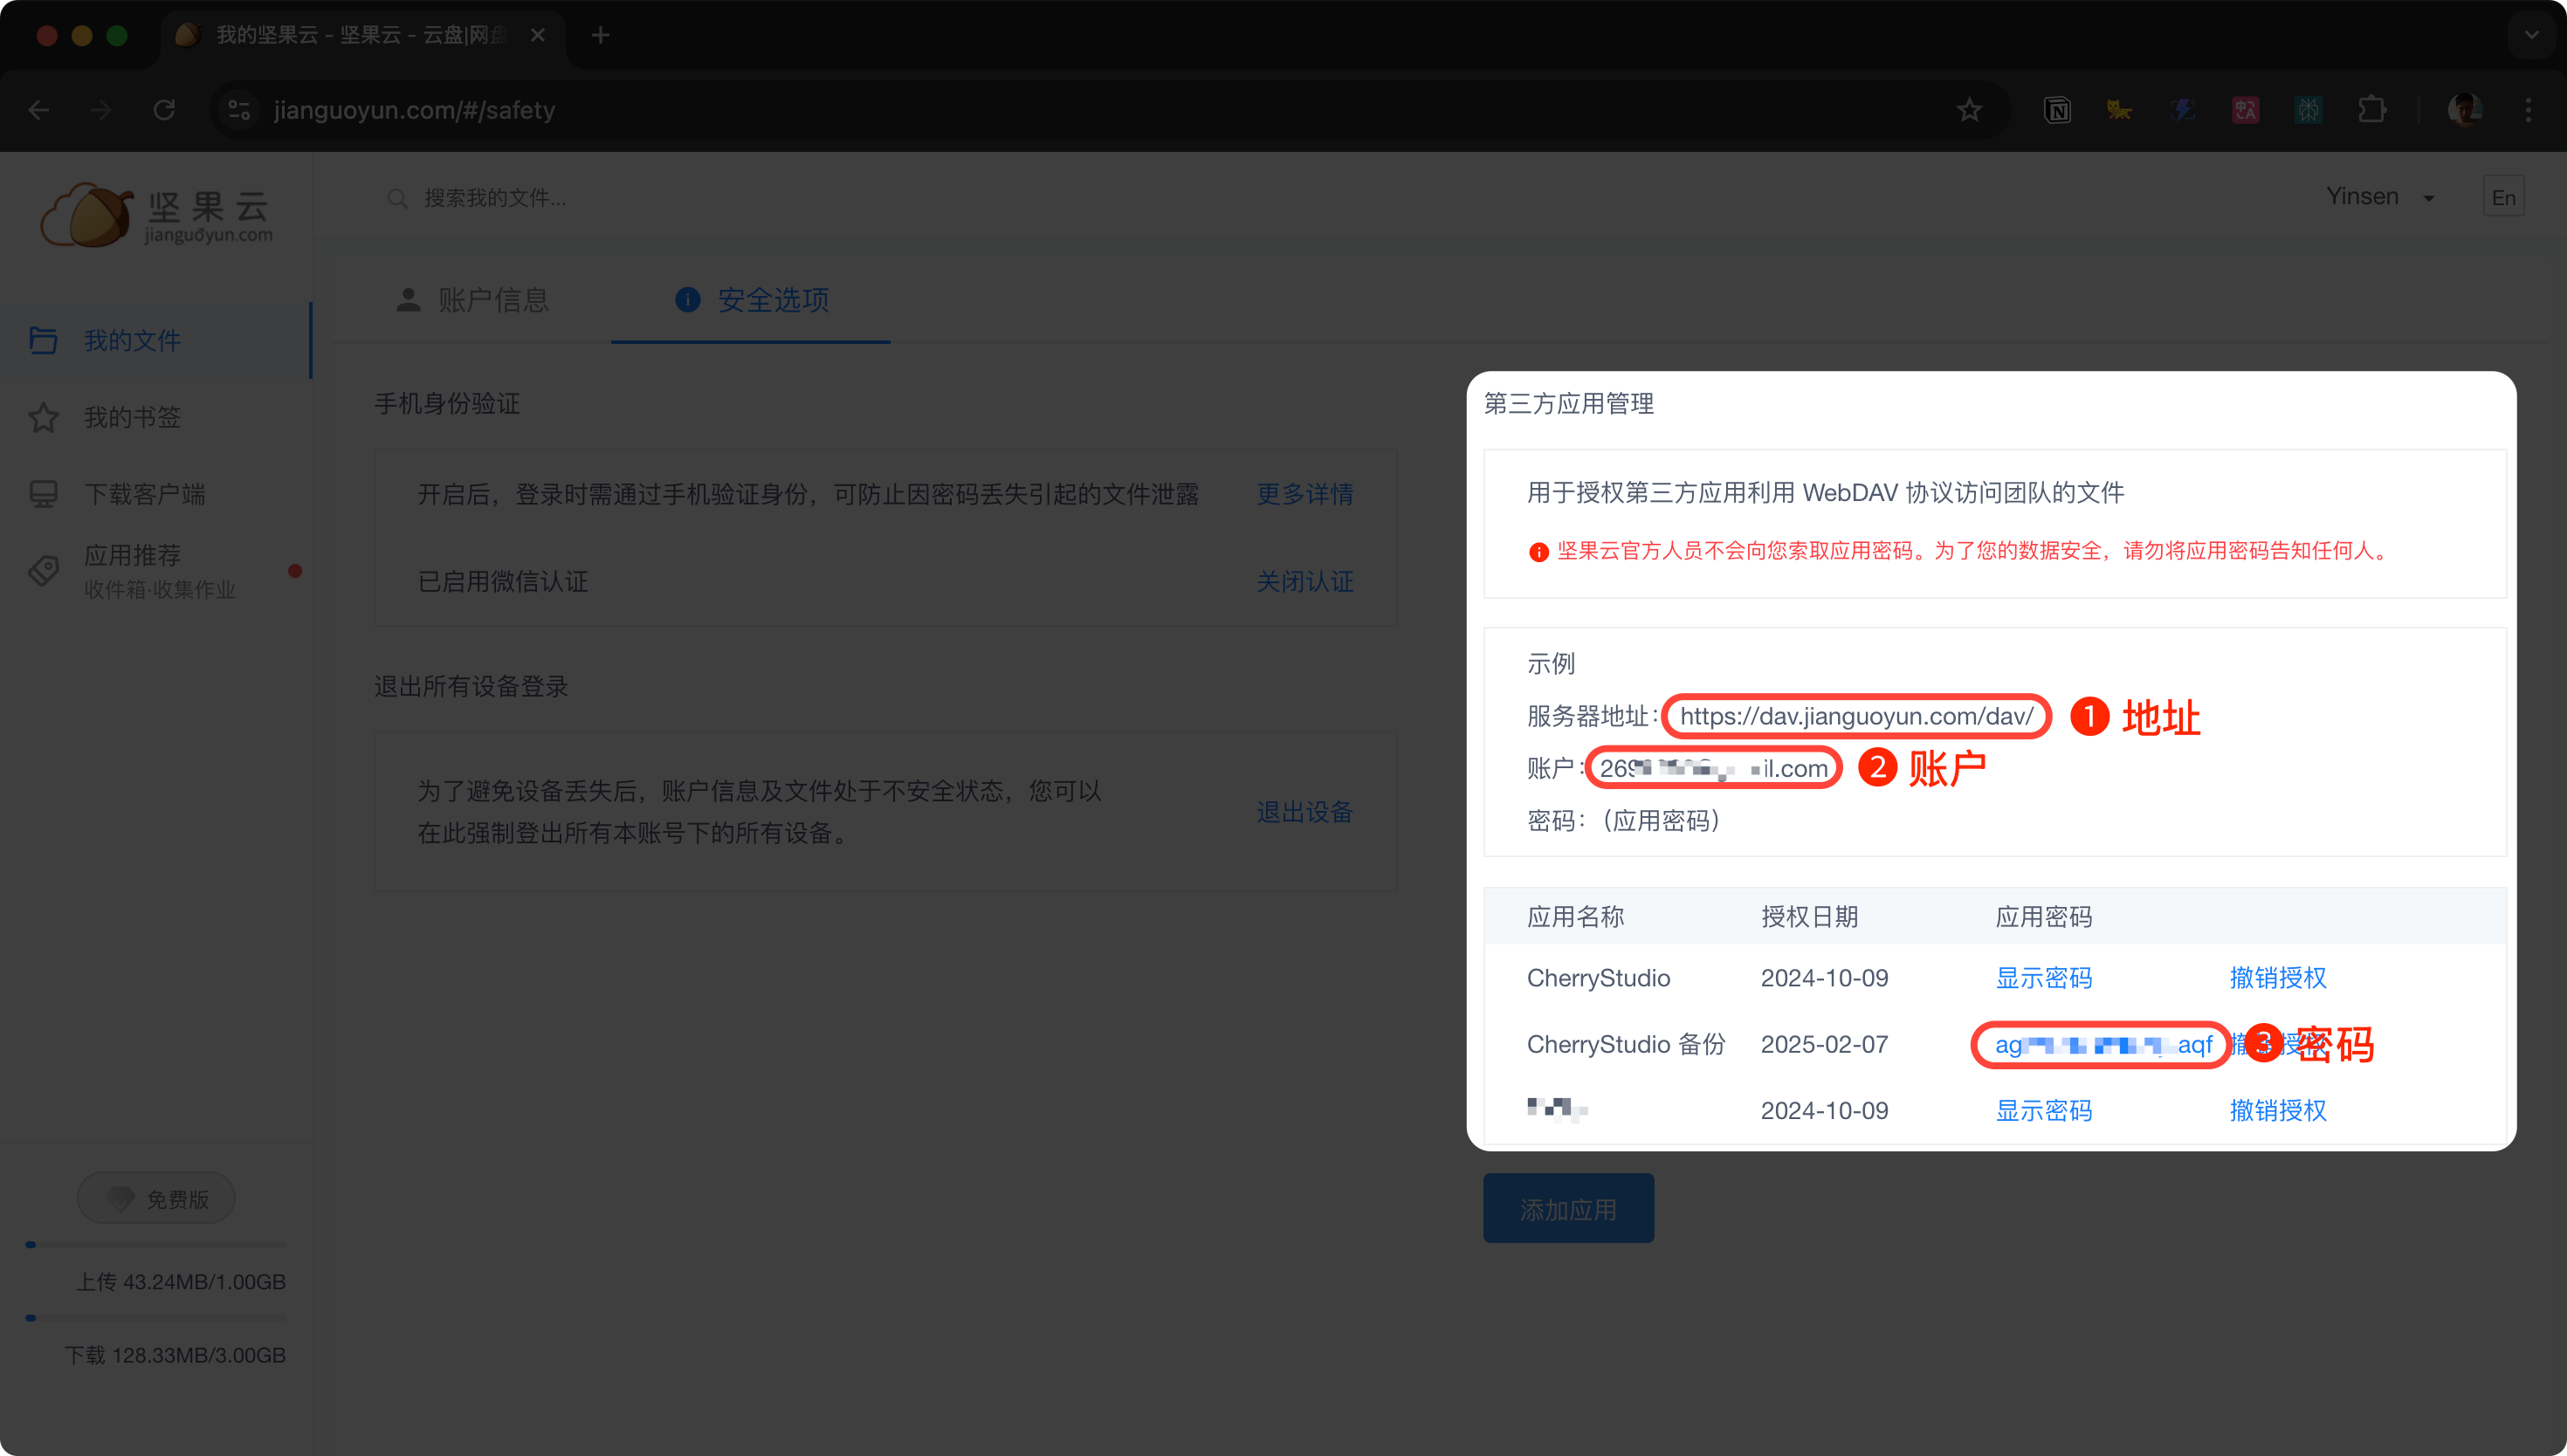 我的坚果云 - 坚果云 - 云盘|网盘
jianguoyun.com/#/safety
坚果云
jianguoyun.com
搜索我的文件...
Yinsen
En
我的文件
我的书签
下载客户端
应用推荐
收件箱·收集作业
免费版
上传 43.24MB/1.00GB
下载 128.33MB/3.00GB
账户信息
安全选项
手机身份验证
开启后，登录时需通过手机验证身份，可防止因密码丢失引起的文件泄露
更多详情
已启用微信认证
关闭认证
退出所有设备登录
为了避免设备丢失后，账户信息及文件处于不安全状态，您可以
在此强制登出所有本账号下的所有设备。
退出设备
第三方应用管理
用于授权第三方应用利用 WebDAV 协议访问团队的文件
坚果云官方人员不会向您索取应用密码。为了您的数据安全，请勿将应用密码告知任何人。
示例
服务器地址：https://dav.jianguoyun.com/dav/ 1 地址
账户： il.com 2 账户
密码：（应用密码）
应用名称 授权日期 应用密码
CherryStudio 2024-10-09 显示密码 撤销授权
CherryStudio 备份 2025-02-07 ag aqf 3 密码
2024-10-09 显示密码 撤销授权
添加应用